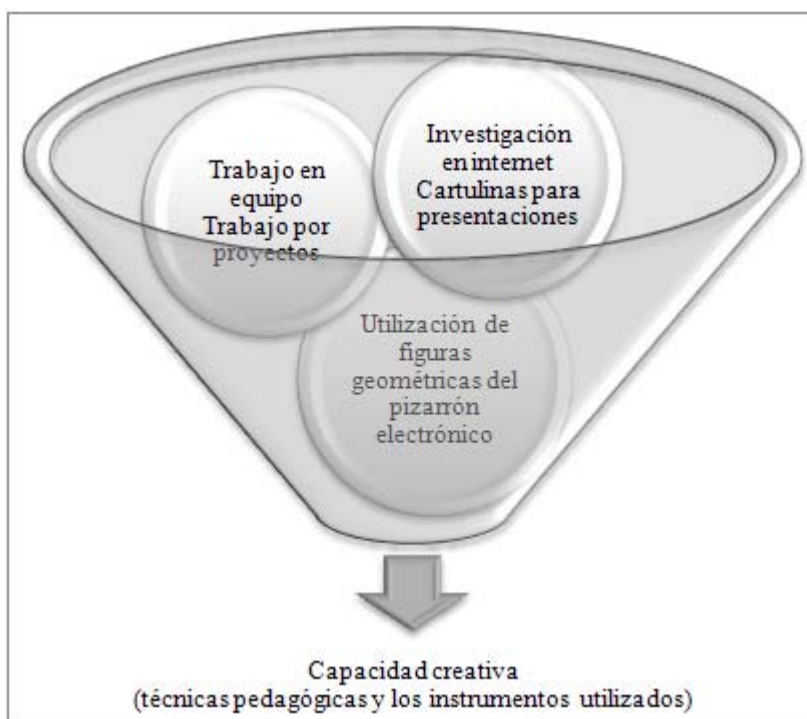 Trabajo en
equipo
Trabajo por
proyectos
Investigación
en internet
Cartulinas para
presentaciones
Utilización de
figuras
geométricas del
pizarrón
electrónico
Capacidad creativa
(técnicas pedagógicas y los instrumentos utilizados)